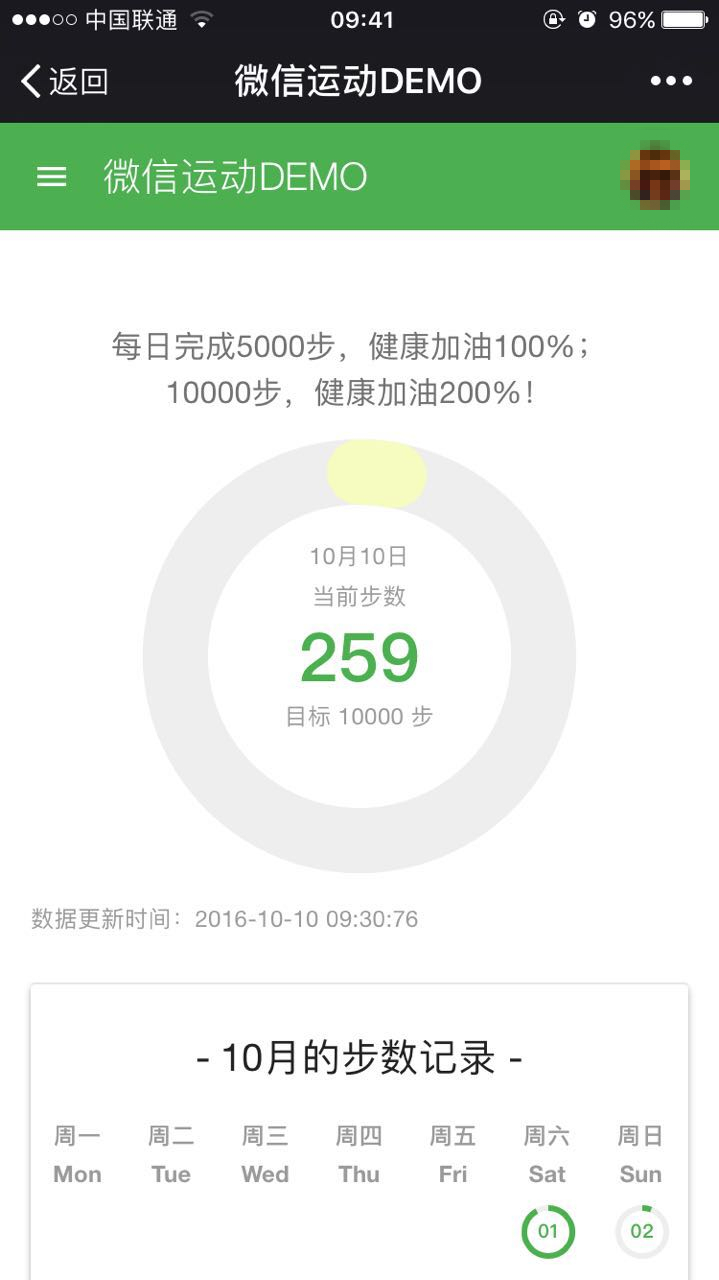 中国联通 09:41 96%
返回 微信运动DEMO
微信运动DEMO
每日完成5000步，健康加油100%；
10000步，健康加油200%！
10月10日
当前步数
259
目标 10000 步
数据更新时间：2016-10-10 09:30:76
- 10月的步数记录 -
周一 周二 周三 周四 周五 周六 周日
Mon Tue Wed Thu Fri Sat Sun
01 02